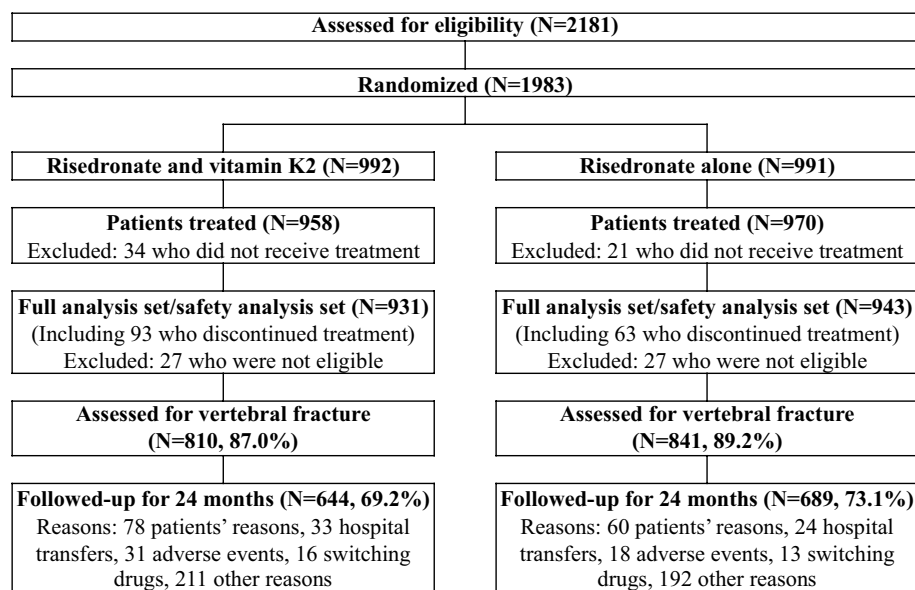 Assessed for eligibility (N=2181)
Randomized (N=1983)
Risedronate and vitamin K2 (N=992)
Patients treated (N=958)
Excluded: 34 who did not receive treatment
Full analysis set/safety analysis set (N=931)
(Including 93 who discontinued treatment)
Excluded: 27 who were not eligible
Assessed for vertebral fracture
(N=810, 87.0%)
Followed-up for 24 months (N=644, 69.2%)
Reasons: 78 patients’ reasons, 33 hospital
transfers, 31 adverse events, 16 switching
drugs, 211 other reasons
Risedronate alone (N=991)
Patients treated (N=970)
Excluded: 21 who did not receive treatment
Full analysis set/safety analysis set (N=943)
(Including 63 who discontinued treatment)
Excluded: 27 who were not eligible
Assessed for vertebral fracture
(N=841, 89.2%)
Followed-up for 24 months (N=689, 73.1%)
Reasons: 60 patients’ reasons, 24 hospital
transfers, 18 adverse events, 13 switching
drugs, 192 other reasons